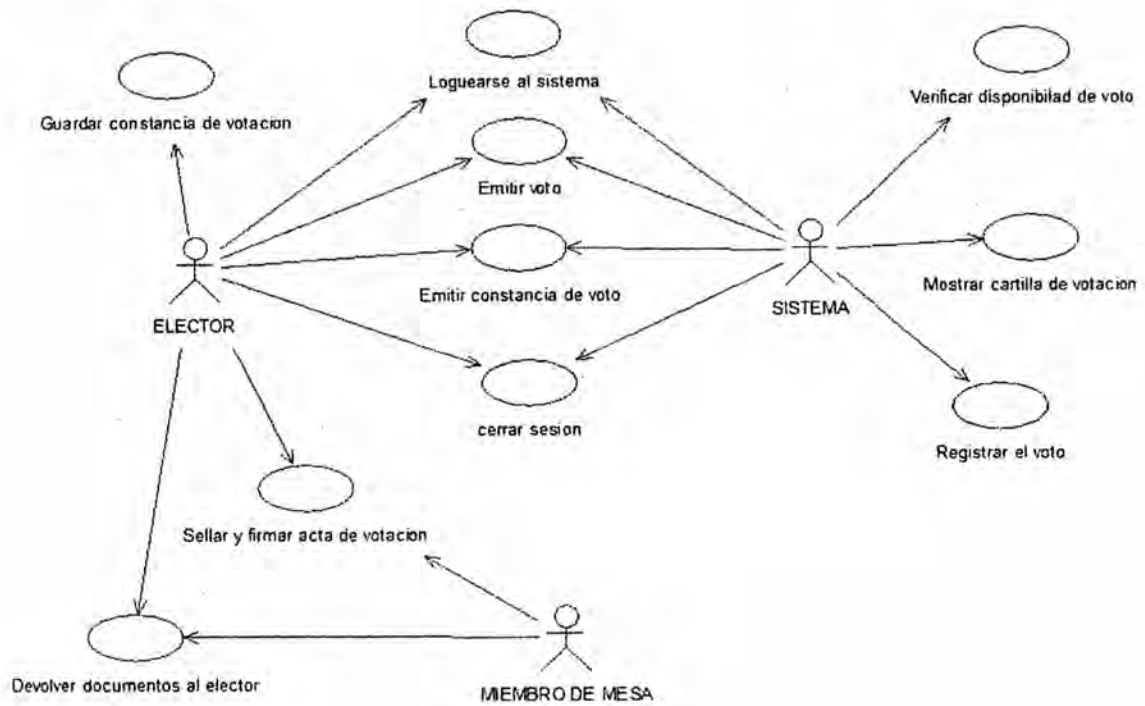 Loguearse al sistema
Verificar disponibilad de voto
Guardar constancia de votacion
Emitir voto
Emitir constancia de voto
Mostrar cartilla de votacion
ELECTOR
SISTEMA
cerrar sesion
Registrar el voto
Sellar y firmar acta de votacion
Devolver documentos al elector
MIEMBRO DE MESA